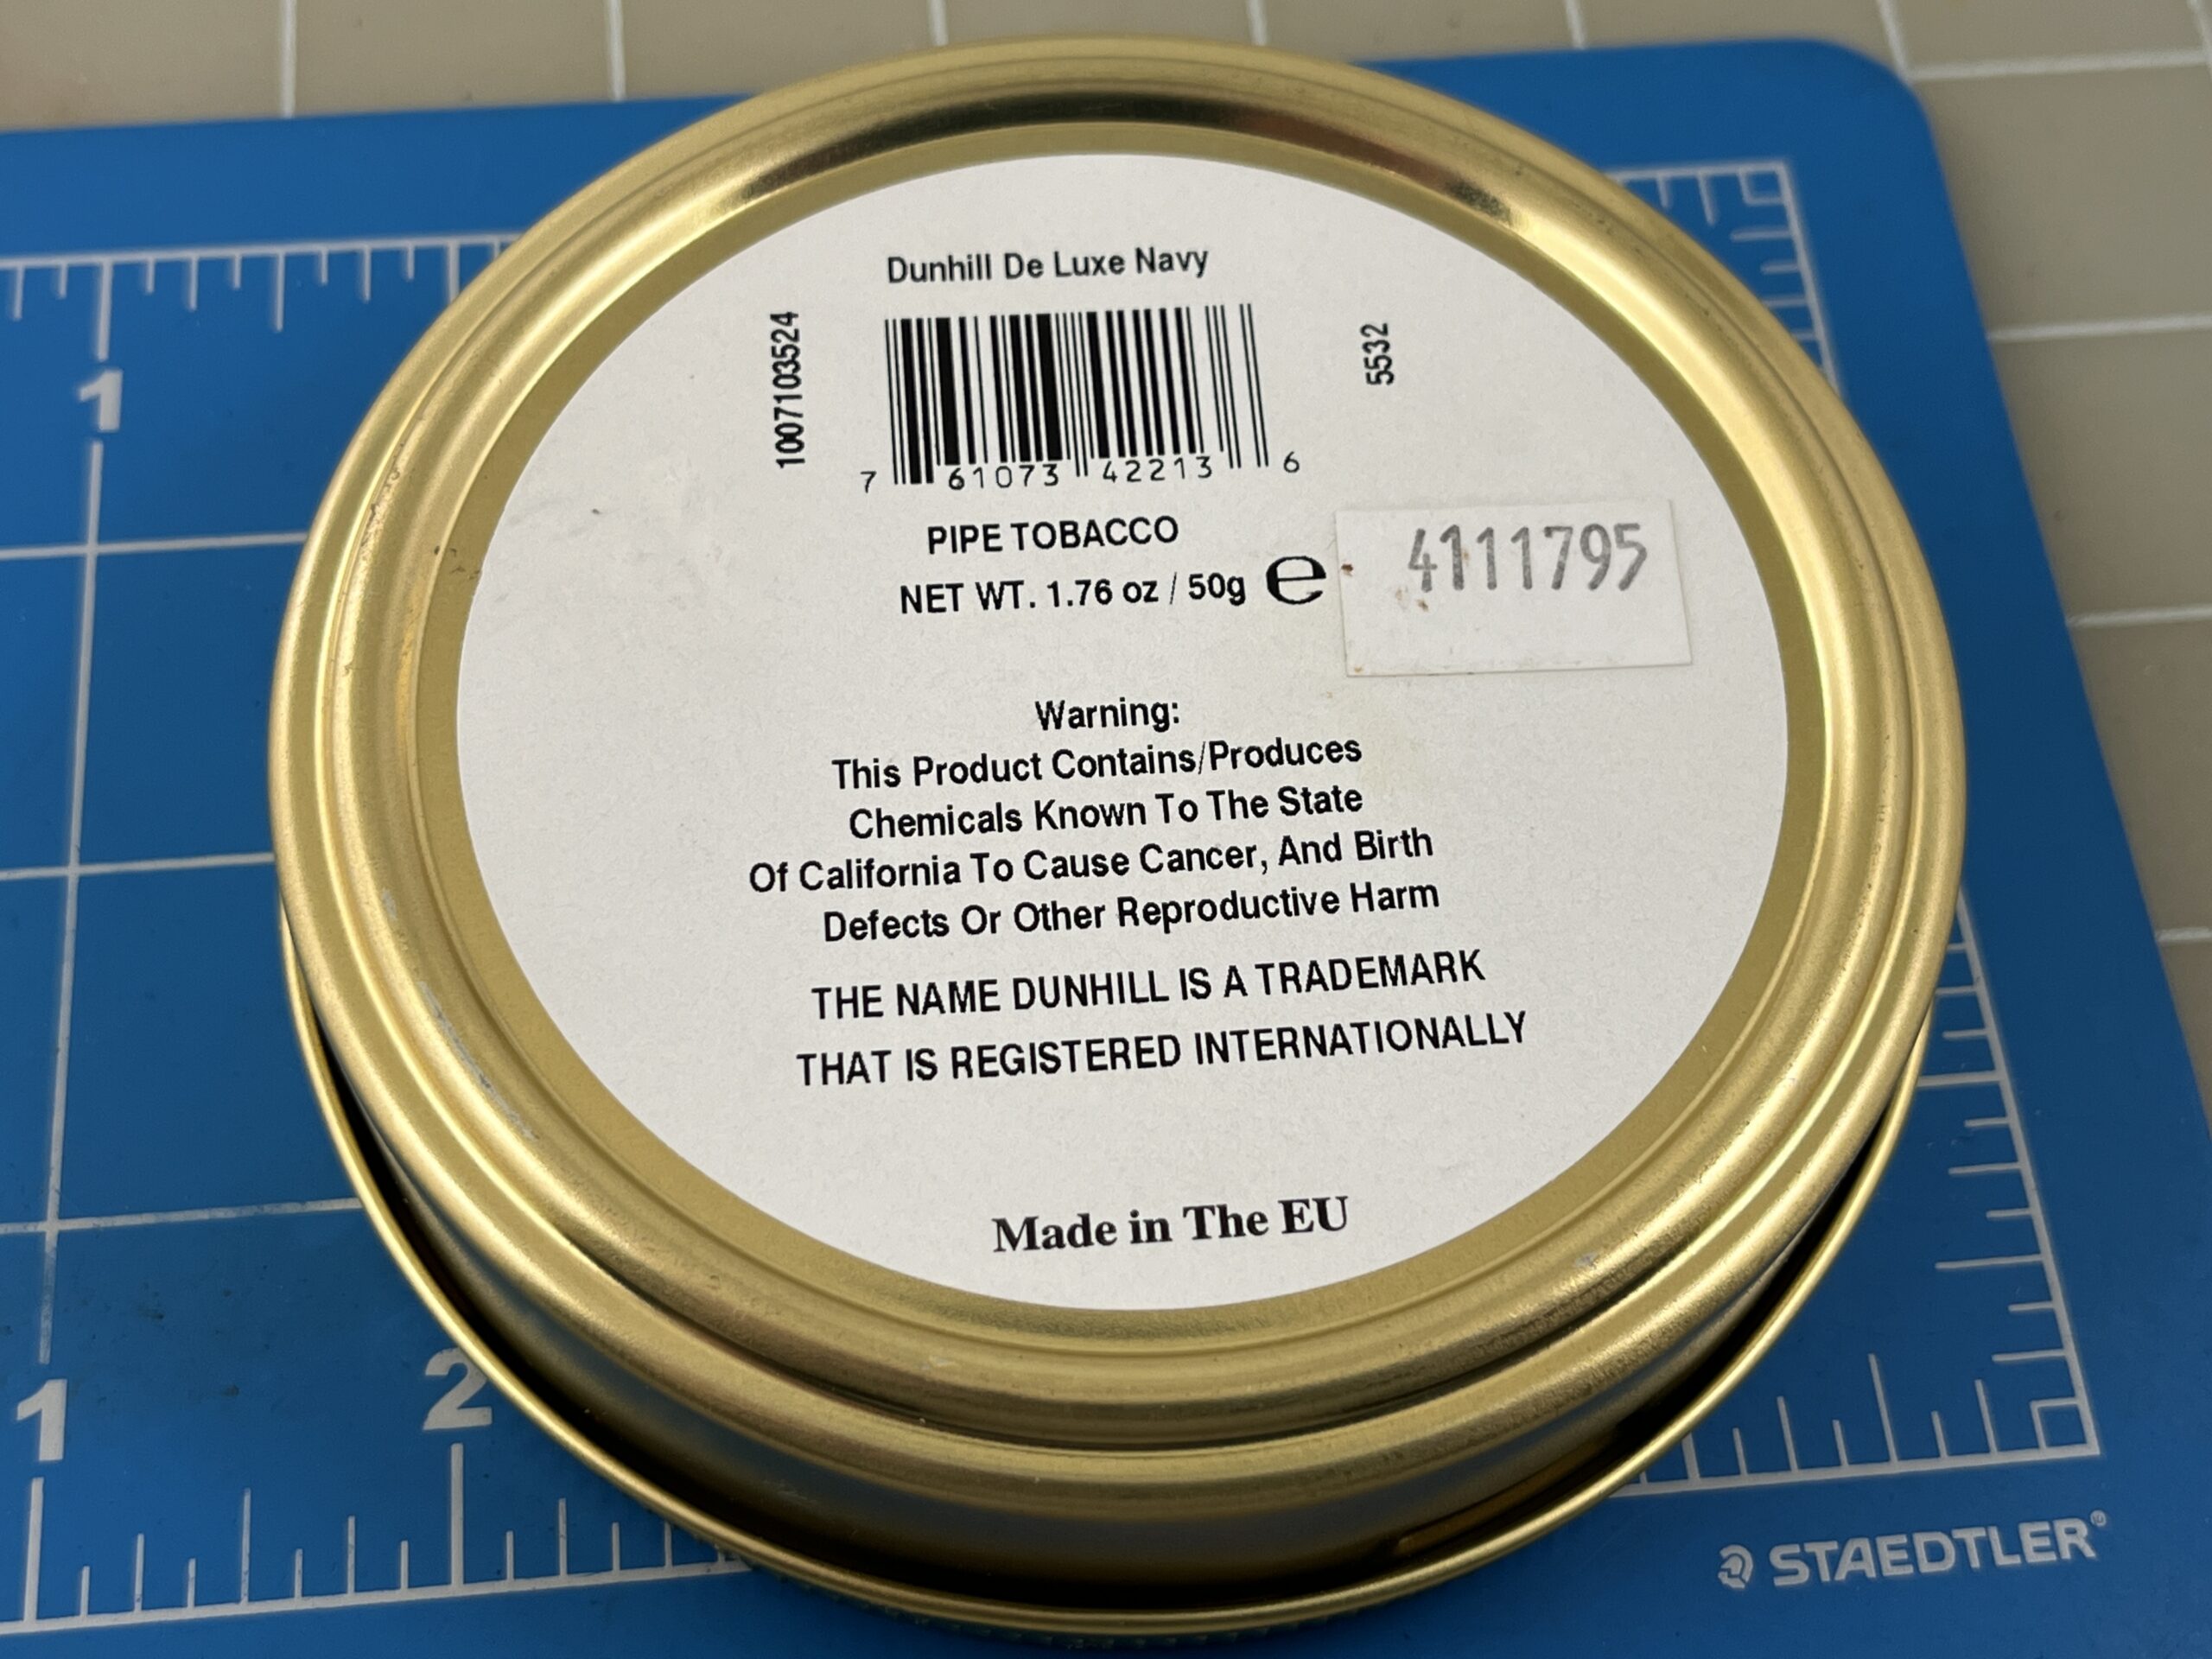 Dunhill De Luxe Navy
1007103524
5532
7 61073 42213 6
PIPE TOBACCO
NET WT. 1.76 oz / 50g ℮
4111795
Warning:
This Product Contains/Produces
Chemicals Known To The State
Of California To Cause Cancer, And Birth
Defects Or Other Reproductive Harm
THE NAME DUNHILL IS A TRADEMARK
THAT IS REGISTERED INTERNATIONALLY
Made in The EU
1
1
2
STAEDTLER®